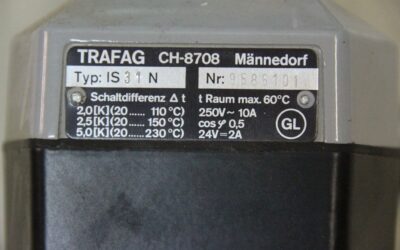 TRAFAG CH-8708 Männedorf
Typ: IS 31 N Nr:
Schaltdifferenz Δ t t Raum max. 60°C
2,0[K](20...... 110 °C) 250V ~ 10A
2,5[K](20...... 150 °C) cos φ 0,5
5,0[K](20...... 230 °C) 24V=2A
GL